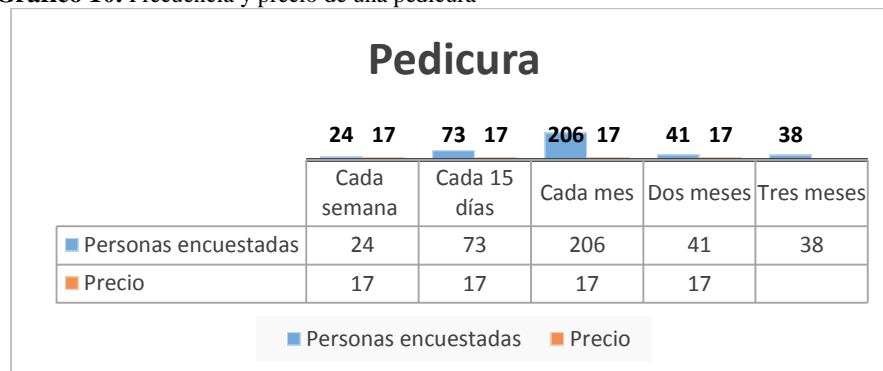 Gráfico 10. Frecuencia y precio de una pedicura
Pedicura
24 17 73 17 206 17 41 17 38
Cada semana Cada 15 días Cada mes Dos meses Tres meses
Personas encuestadas 24 73 206 41 38
Precio 17 17 17 17
Personas encuestadas Precio